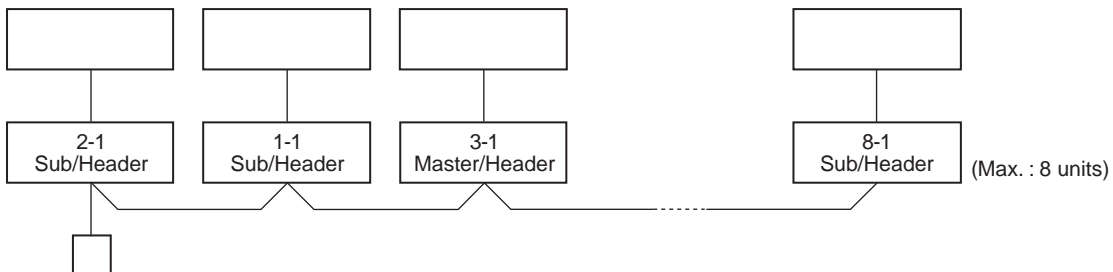 2-1
Sub/Header
1-1
Sub/Header
3-1
Master/Header
8-1
Sub/Header
(Max. : 8 units)